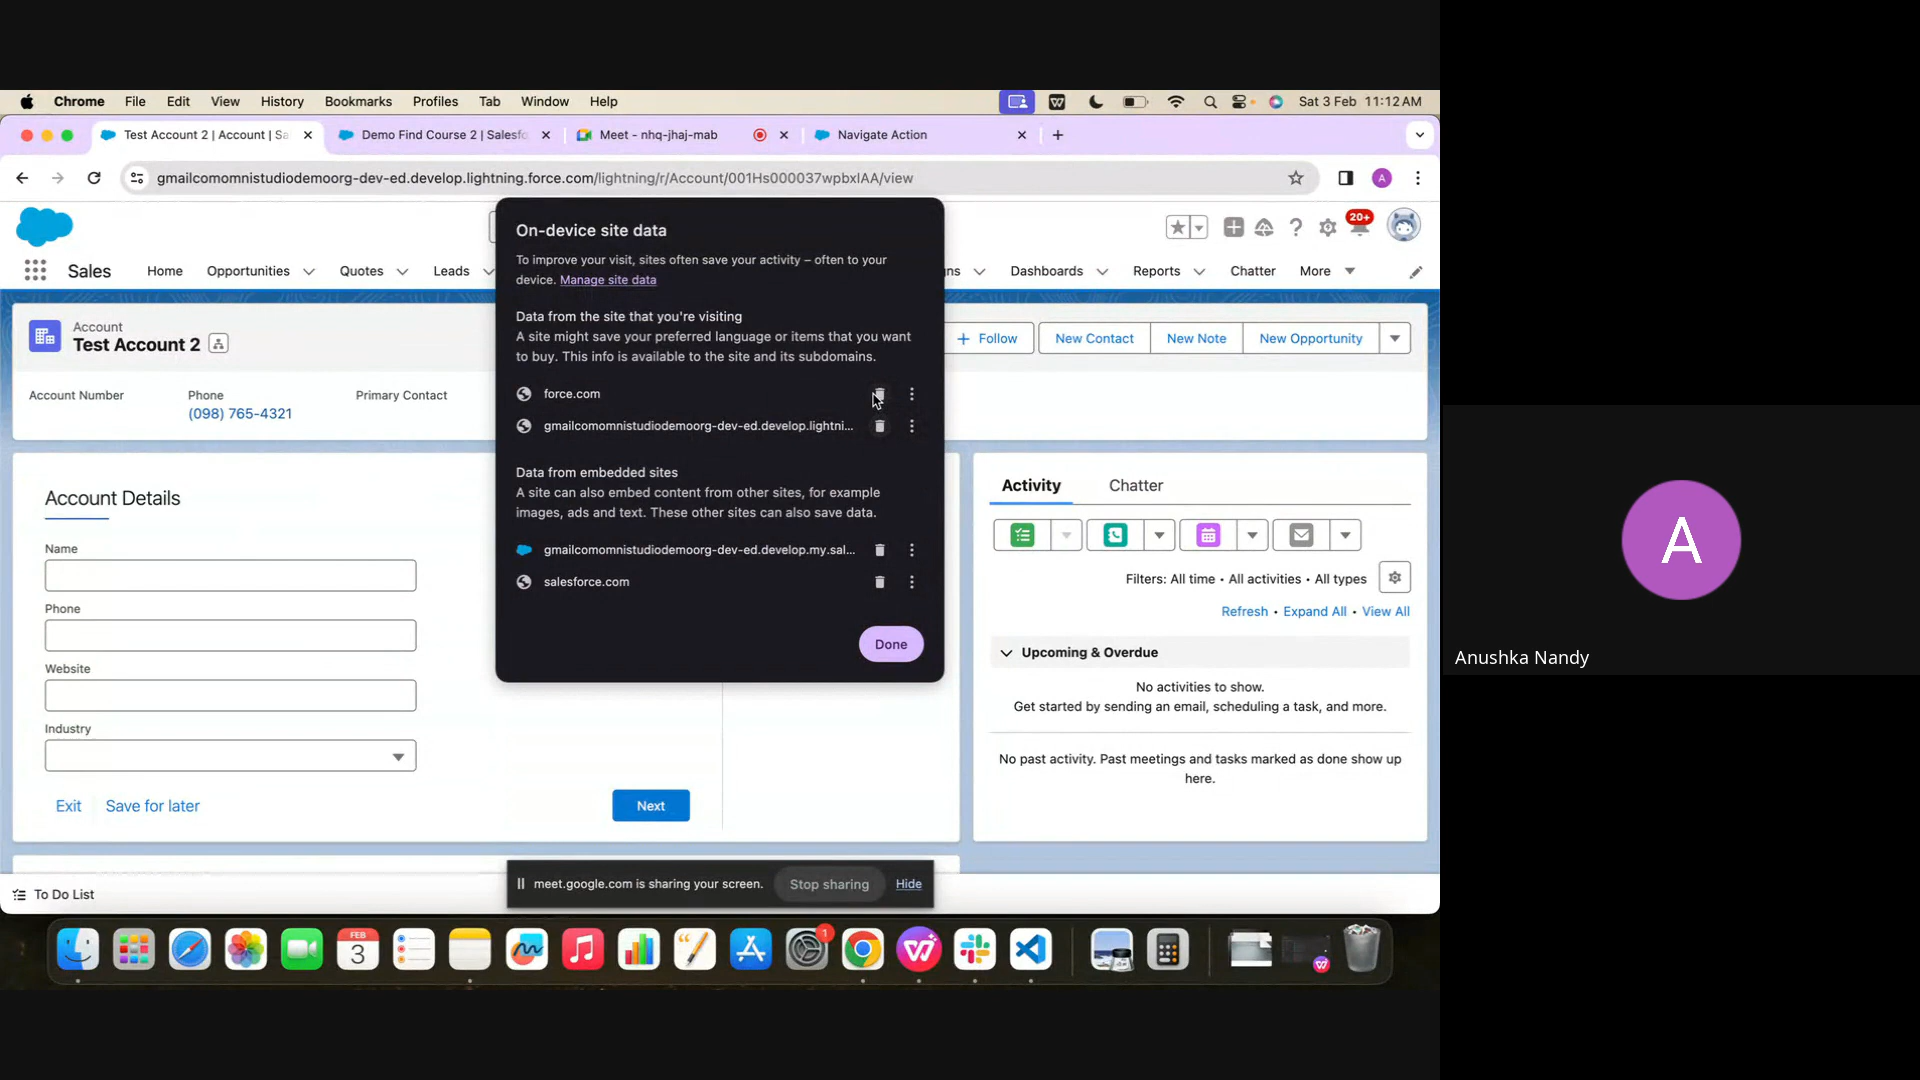 Chrome File Edit View History Bookmarks Profiles Tab Window Help Sat 3 Feb 11:12 AM
Test Account 2 | Account | Sa Demo Find Course 2 | Salesfo Meet - nhq-jhaj-mab Navigate Action
gmailcomomnistudiodemoorg-dev-ed.develop.lightning.force.com/lightning/r/Account/001Hs000037wpbxIAA/view A
20+
Sales Home Opportunities Quotes Leads Dashboards Reports Chatter More
Account
Test Account 2
Follow New Contact New Note New Opportunity
Account Number Phone Primary Contact
(098) 765-4321
On-device site data
To improve your visit, sites often save your activity – often to your
device. Manage site data
Data from the site that you're visiting
A site might save your preferred language or items that you want
to buy. This info is available to the site and its subdomains.
force.com
gmailcomomnistudiodemoorg-dev-ed.develop.lightni...
Data from embedded sites
A site can also embed content from other sites, for example
images, ads and text. These other sites can also save data.
gmailcomomnistudiodemoorg-dev-ed.develop.my.sal...
salesforce.com
Done
Account Details
Name
Phone
Website
Industry
Exit Save for later Next
Activity Chatter
Filters: All time • All activities • All types
Refresh • Expand All • View All
Upcoming & Overdue
No activities to show.
Get started by sending an email, scheduling a task, and more.
No past activity. Past meetings and tasks marked as done show up
here.
meet.google.com is sharing your screen. Stop sharing Hide
To Do List
FEB
3
1
A
Anushka Nandy